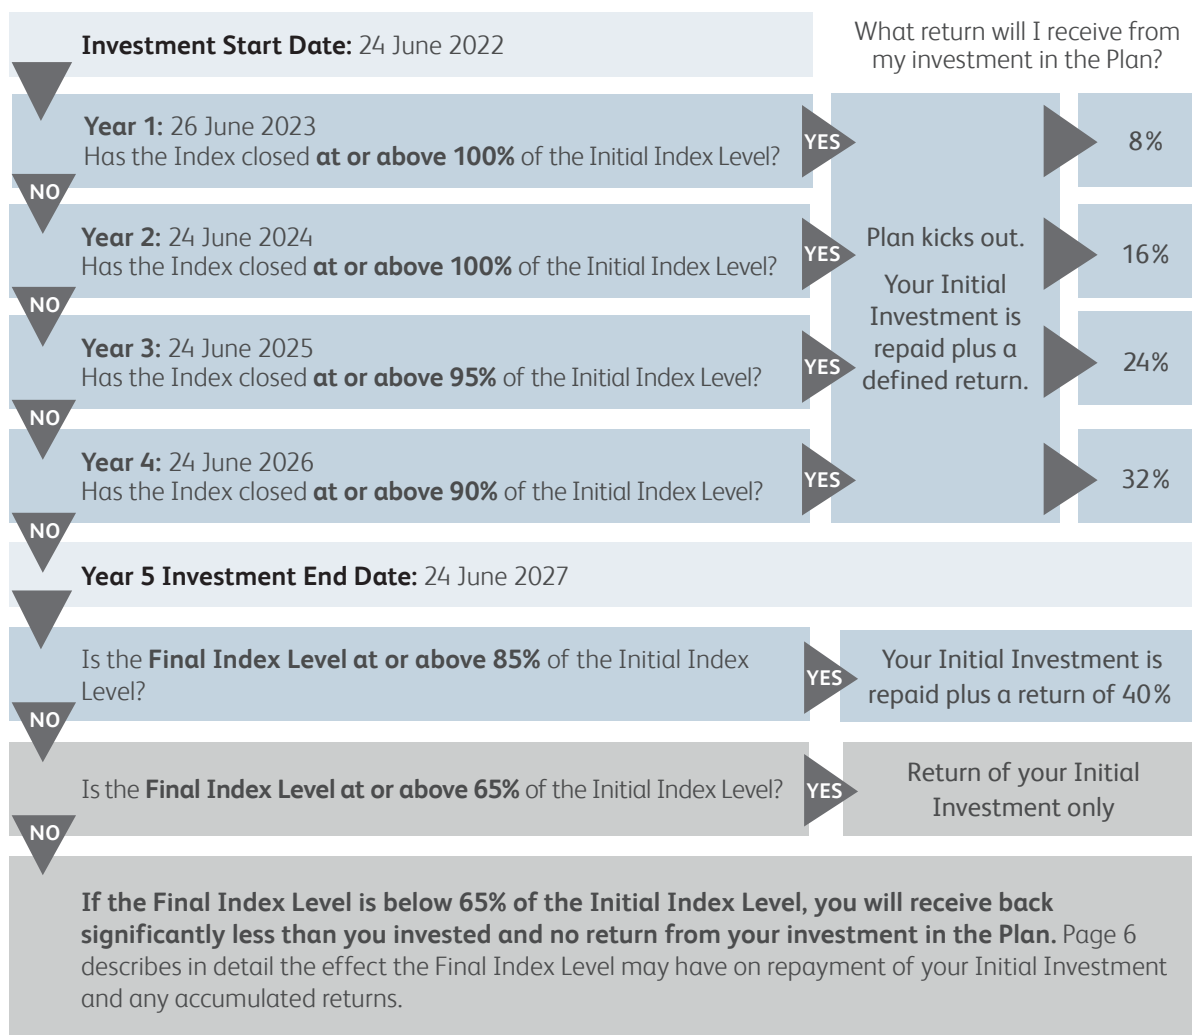 Investment Start Date: 24 June 2022
What return will I receive from
my investment in the Plan?
Year 1: 26 June 2023
Has the Index closed at or above 100% of the Initial Index Level?
YES
8%
NO
Year 2: 24 June 2024
Has the Index closed at or above 100% of the Initial Index Level?
YES
16%
NO
Year 3: 24 June 2025
Has the Index closed at or above 95% of the Initial Index Level?
YES
24%
NO
Year 4: 24 June 2026
Has the Index closed at or above 90% of the Initial Index Level?
YES
32%
Plan kicks out.
Your Initial
Investment is
repaid plus a
defined return.
NO
Year 5 Investment End Date: 24 June 2027
Is the Final Index Level at or above 85% of the Initial Index
Level?
YES
Your Initial Investment is
repaid plus a return of 40%
NO
Is the Final Index Level at or above 65% of the Initial Index Level?
YES
Return of your Initial
Investment only
NO
If the Final Index Level is below 65% of the Initial Index Level, you will receive back
significantly less than you invested and no return from your investment in the Plan. Page 6
describes in detail the effect the Final Index Level may have on repayment of your Initial Investment
and any accumulated returns.